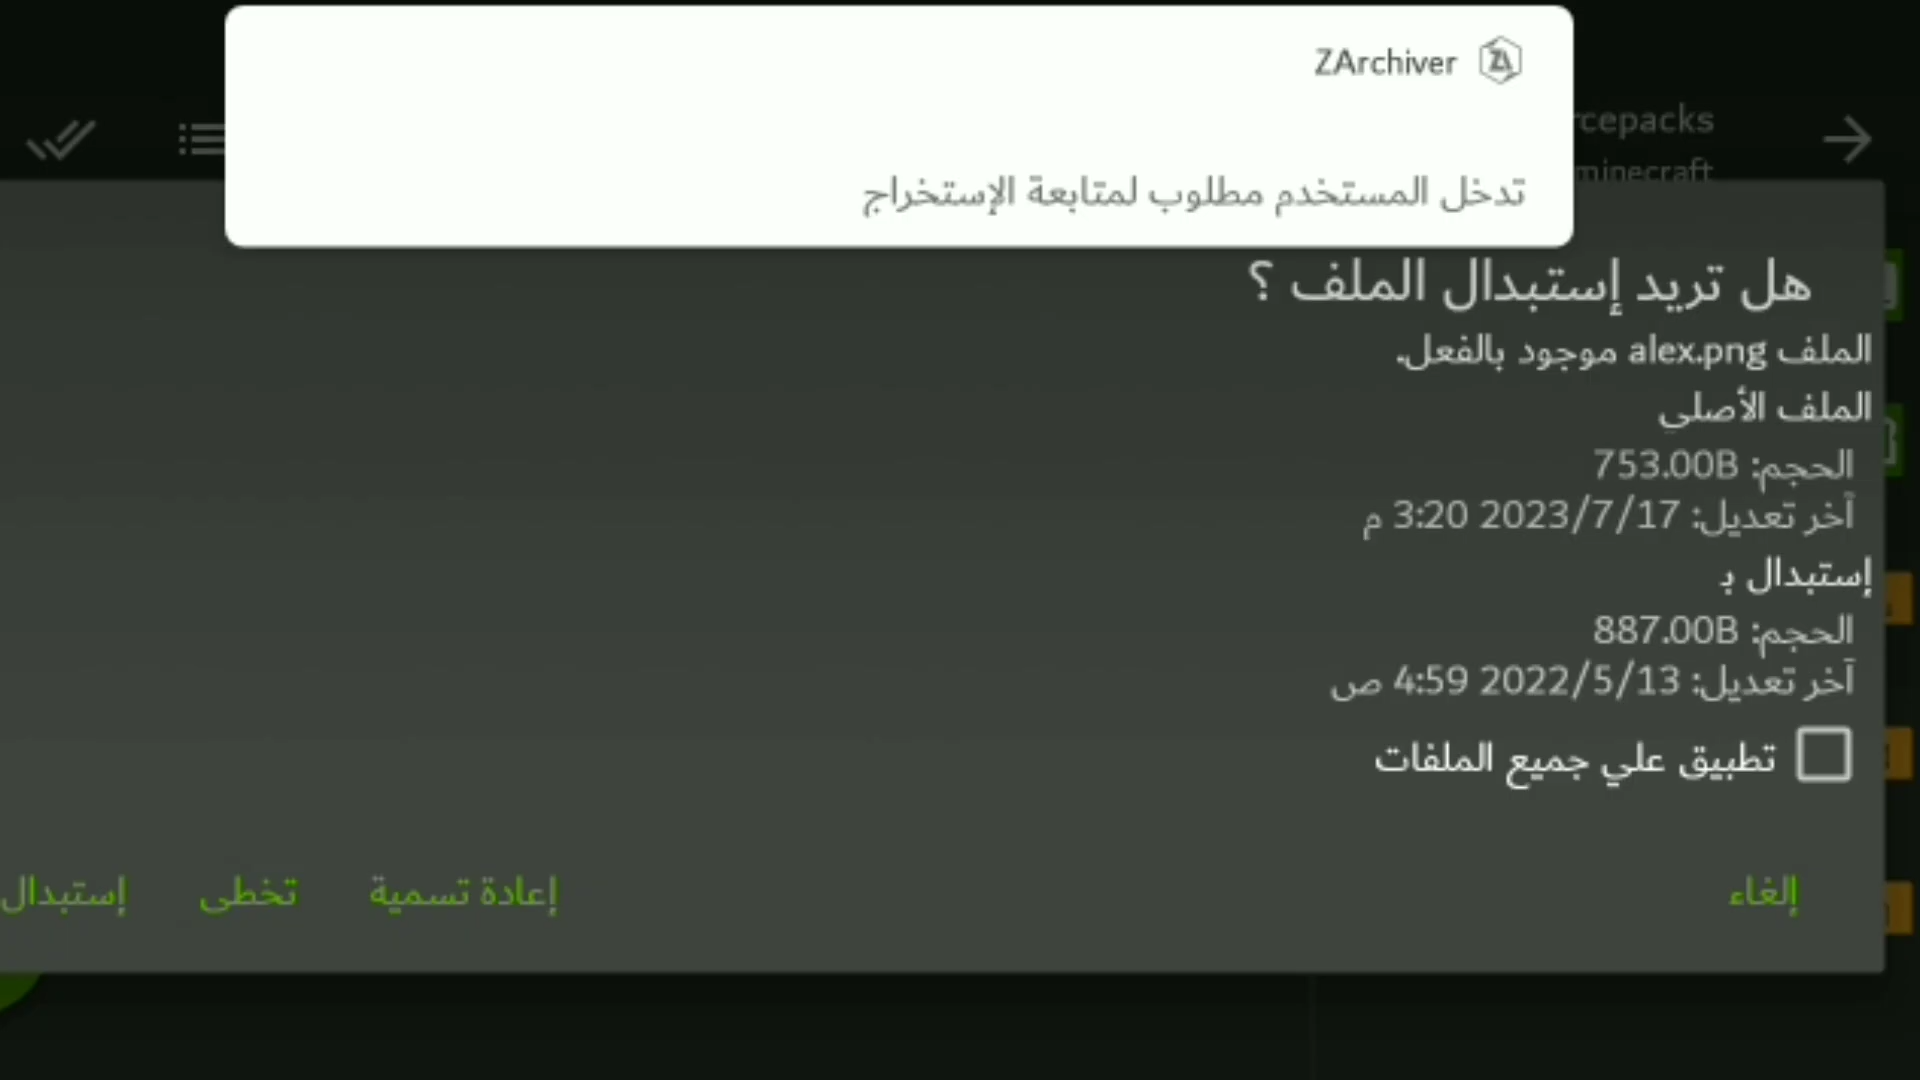 ZArchiver
تدخل المستخدم مطلوب لمتابعة الإستخراج
minecraft
هل تريد إستبدال الملف ؟
الملف alex.png موجود بالفعل.
الملف الأصلي
الحجم: 753.00B
آخر تعديل: 2023/7/17 3:20 م
إستبدال بـ
الحجم: 887.00B
آخر تعديل: 2022/5/13 4:59 ص
تطبيق علي جميع الملفات
إلغاء
إعادة تسمية
تخطى
إستبدال